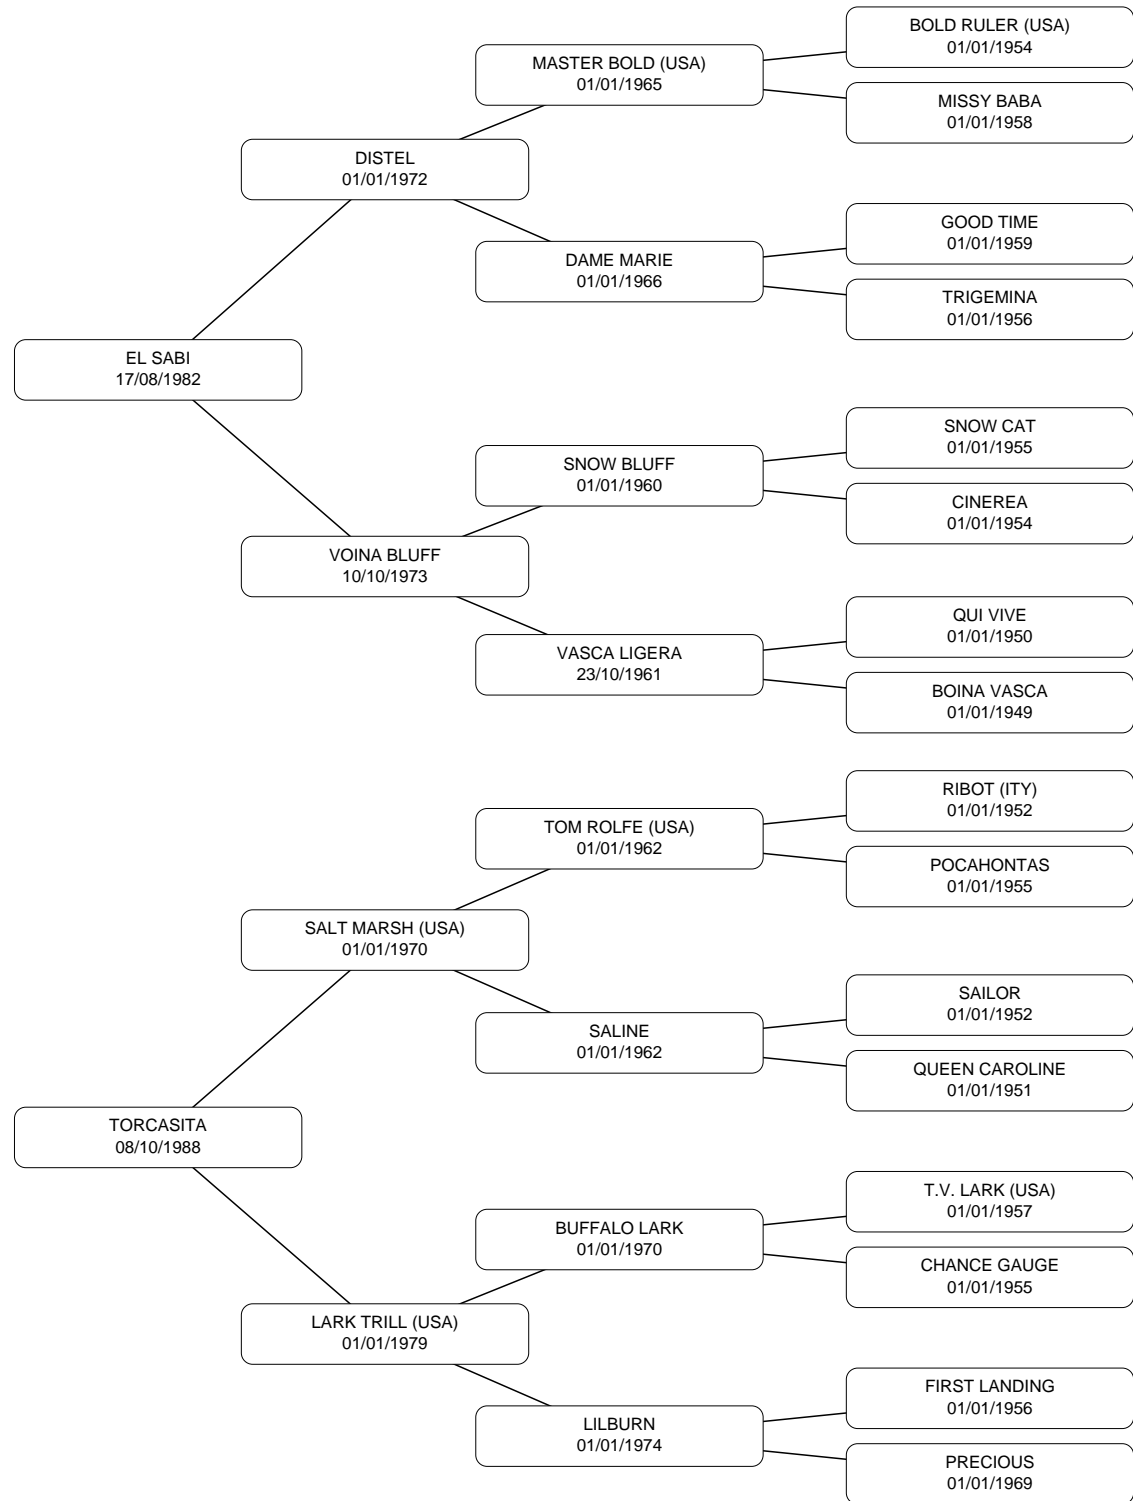 BOLD RULER (USA)
01/01/1954
MASTER BOLD (USA)
01/01/1965
MISSY BABA
01/01/1958
DISTEL
01/01/1972
GOOD TIME
01/01/1959
DAME MARIE
01/01/1966
TRIGEMINA
01/01/1956
EL SABI
17/08/1982
SNOW CAT
01/01/1955
SNOW BLUFF
01/01/1960
CINEREA
01/01/1954
VOINA BLUFF
10/10/1973
QUI VIVE
01/01/1950
VASCA LIGERA
23/10/1961
BOINA VASCA
01/01/1949
RIBOT (ITY)
01/01/1952
TOM ROLFE (USA)
01/01/1962
POCAHONTAS
01/01/1955
SALT MARSH (USA)
01/01/1970
SAILOR
01/01/1952
SALINE
01/01/1962
QUEEN CAROLINE
01/01/1951
TORCASITA
08/10/1988
T.V. LARK (USA)
01/01/1957
BUFFALO LARK
01/01/1970
CHANCE GAUGE
01/01/1955
LARK TRILL (USA)
01/01/1979
FIRST LANDING
01/01/1956
LILBURN
01/01/1974
PRECIOUS
01/01/1969